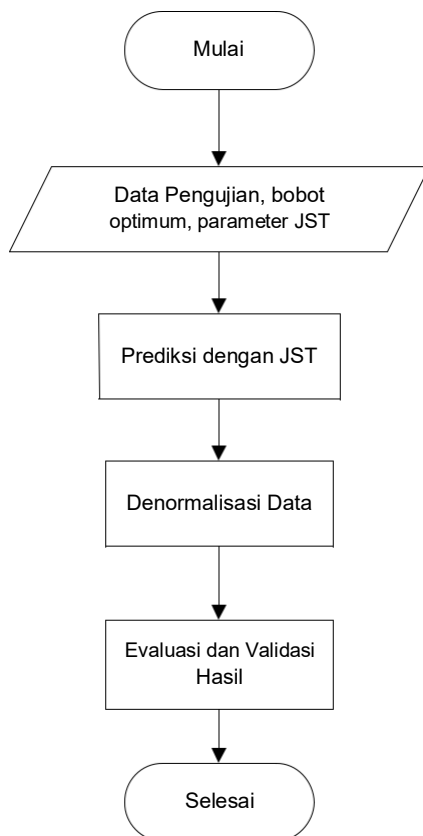 Mulai
Data Pengujian, bobot
optimum, parameter JST
Prediksi dengan JST
Denormalisasi Data
Evaluasi dan Validasi
Hasil
Selesai